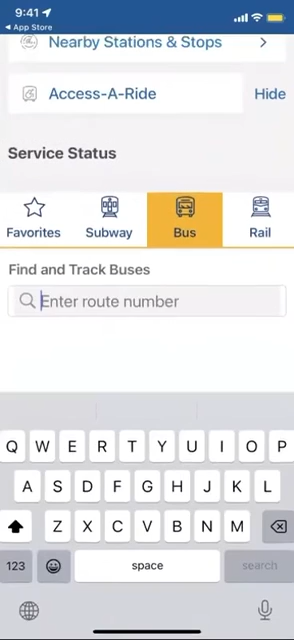 9:41
App Store
Nearby Stations & Stops
Access-A-Ride
Hide
Service Status
Favorites
Subway
Bus
Rail
Find and Track Buses
Enter route number
Q W E R T Y U I O P
A S D F G H J K L
Z X C V B N M
123
space
search